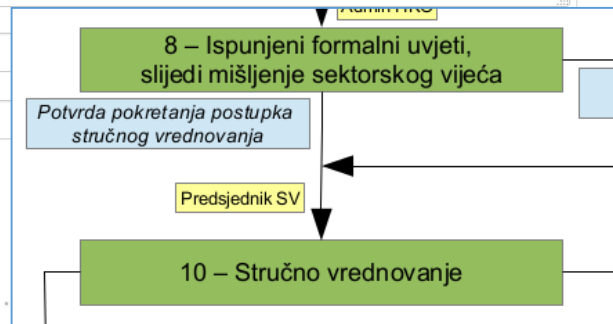 8 – Ispunjeni formalni uvjeti,
slijedi mišljenje sektorskog vijeća
Potvrda pokretanja postupka
stručnog vrednovanja
Predsjednik SV
10 – Stručno vrednovanje